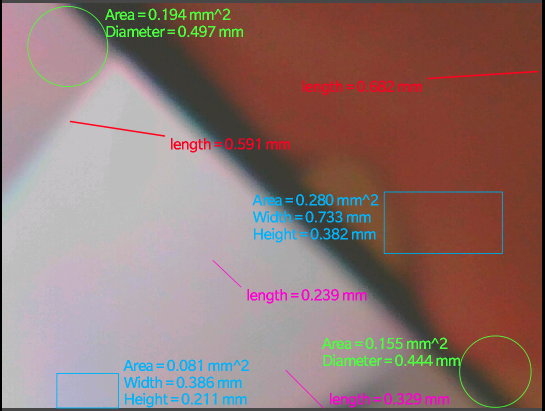 Area = 0.194 mm^2
Diameter = 0.497 mm
length = 0.682 mm
length = 0.591 mm
Area = 0.280 mm^2
Width = 0.733 mm
Height = 0.382 mm
length = 0.239 mm
Area = 0.155 mm^2
Diameter = 0.444 mm
Area = 0.081 mm^2
Width = 0.386 mm
Height = 0.211 mm
length = 0.329 mm